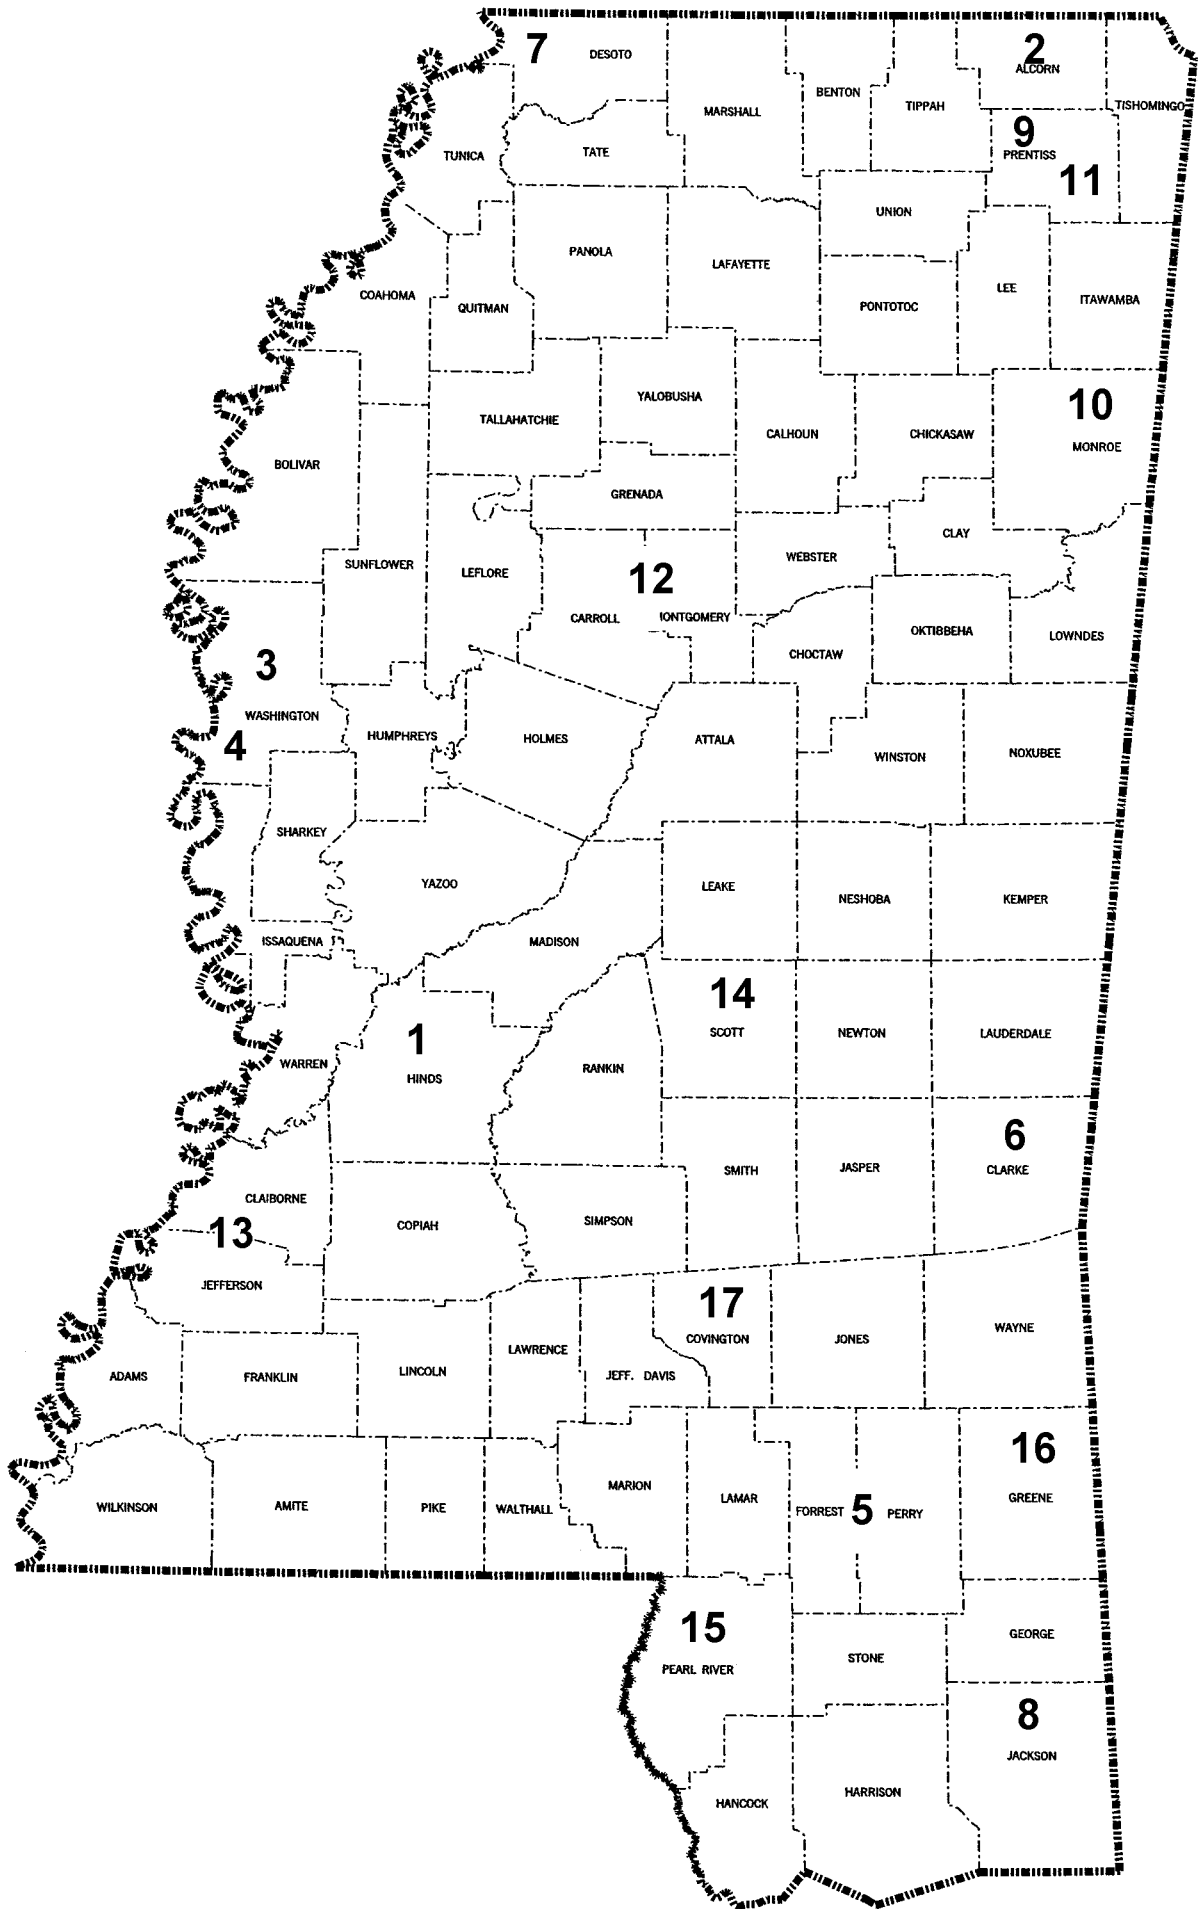 7
DESOTO
2
ALCORN
MARSHALL
BENTON
TIPPAH
TISHOMINGO
TUNICA
TATE
9
PRENTISS
11
UNION
PANOLA
LAFAYETTE
COAHOMA
QUITMAN
PONTOTOC
LEE
ITAWAMBA
TALLAHATCHIE
YALOBUSHA
10
CALHOUN
CHICKASAW
MONROE
BOLIVAR
GRENADA
CLAY
SUNFLOWER
LEFLORE
12
WEBSTER
CARROLL
ONTGOMERY
OKTIBBEHA
LOWNDES
3
CHOCTAW
WASHINGTON
HUMPHREYS
HOLMES
ATTALA
4
WINSTON
NOXUBEE
SHARKEY
YAZOO
LEAKE
NESHOBA
KEMPER
ISSAQUENA
MADISON
14
1
SCOTT
NEWTON
LAUDERDALE
WARREN
HINDS
RANKIN
6
SMITH
JASPER
CLARKE
CLAIBORNE
13
COPIAH
SIMPSON
JEFFERSON
17
COVINGTON
JONES
WAYNE
ADAMS
FRANKLIN
LINCOLN
LAWRENCE
JEFF. DAVIS
16
WILKINSON
AMITE
PIKE
WALTHALL
MARION
LAMAR
FORREST
5
PERRY
GREENE
15
PEARL RIVER
STONE
GEORGE
8
JACKSON
HANCOCK
HARRISON